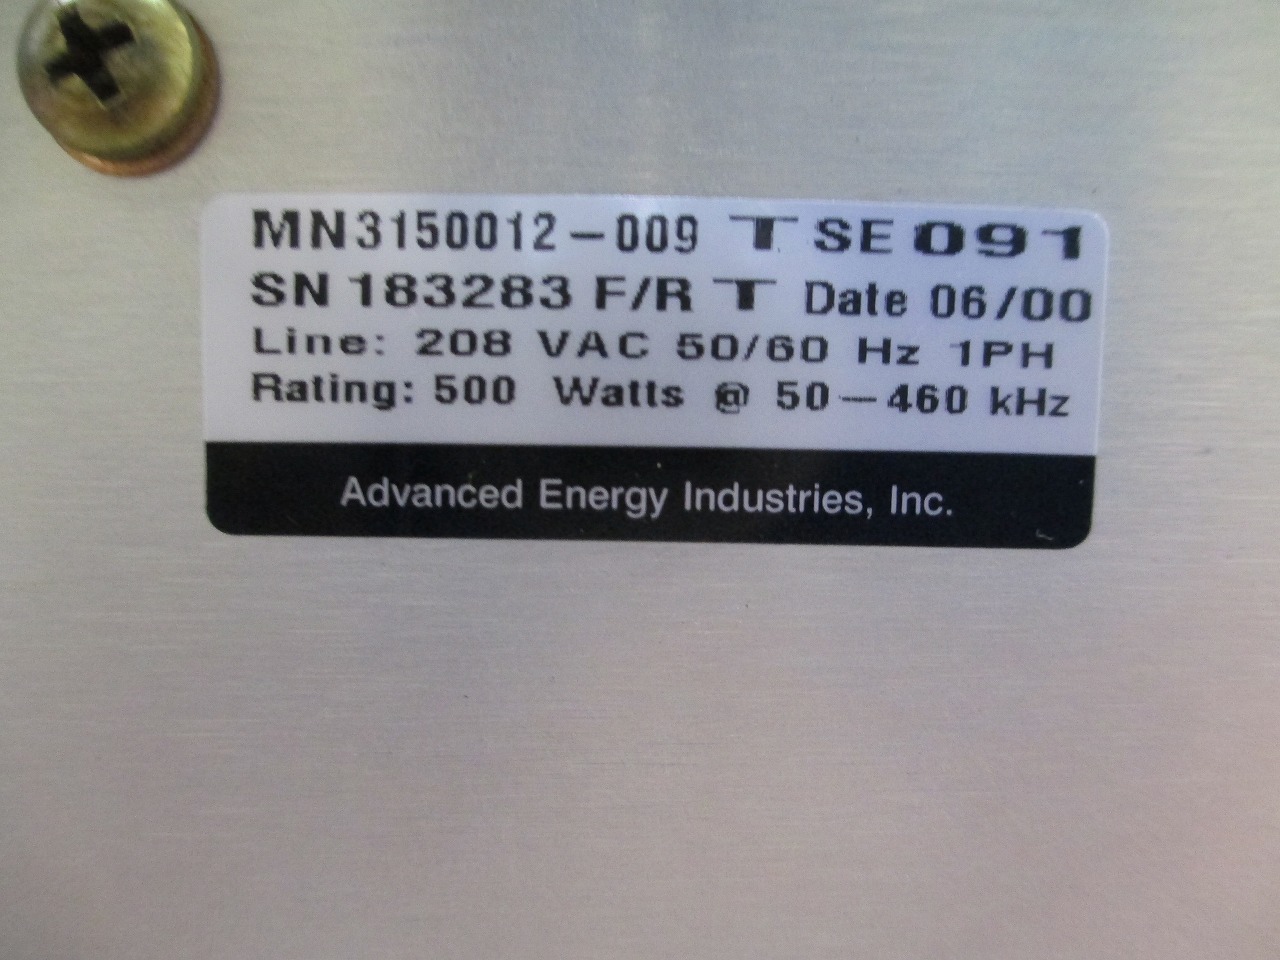 MN3150012-009 T SE091
SN 183283 F/R T Date 06/00
Line: 208 VAC 50/60 Hz 1PH
Rating: 500 Watts @ 50-460 kHz
Advanced Energy Industries, Inc.